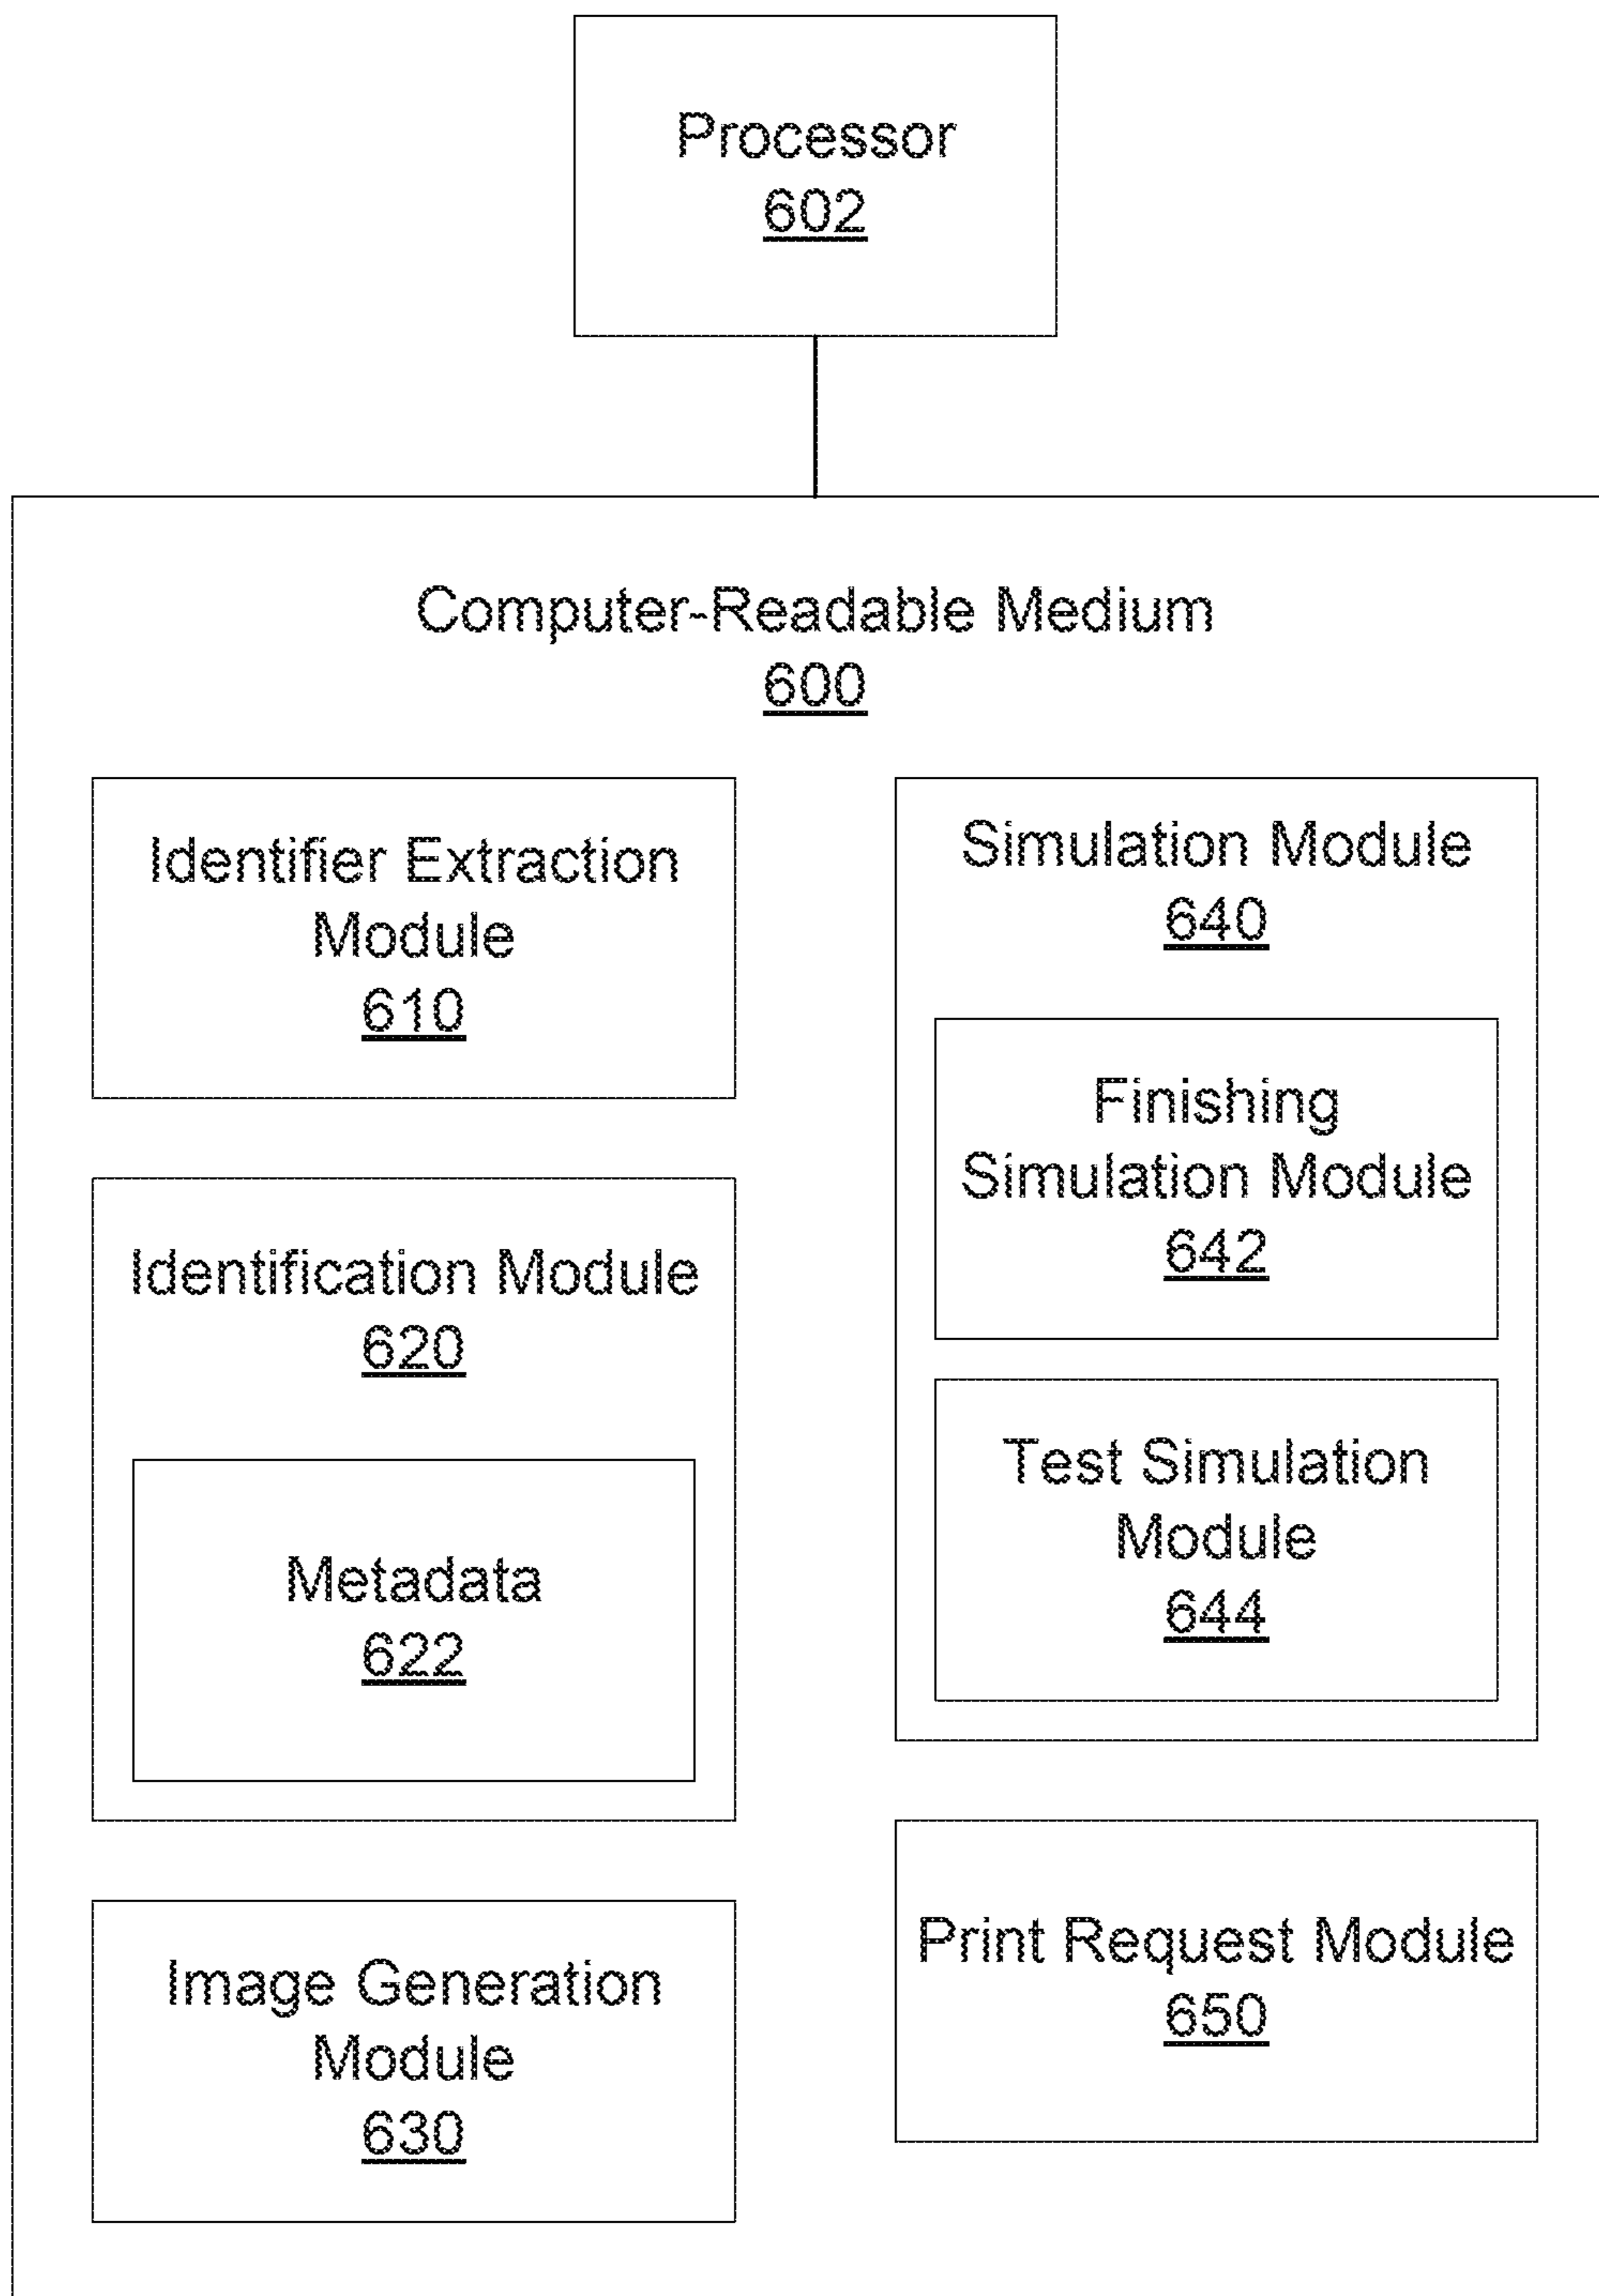 Processor
602
Computer-Readable Medium
600
Identifier Extraction
Module
610
Identification Module
620
Metadata
622
Image Generation
Module
630
Simulation Module
640
Finishing
Simulation Module
642
Test Simulation
Module
644
Print Request Module
650